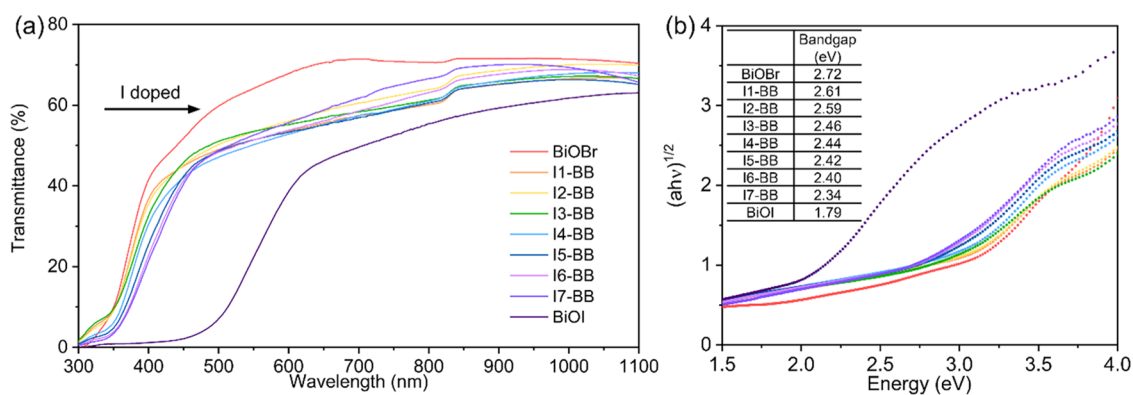 (a)
80
60
40
20
0
Transmittance (%)
I doped
BiOBr
I1-BB
I2-BB
I3-BB
I4-BB
I5-BB
I6-BB
I7-BB
BiOI
300 400 500 600 700 800 900 1000 1100
Wavelength (nm)
(b)
4
3
2
1
0
(ahν)1/2
Bandgap
(eV)
BiOBr 2.72
I1-BB 2.61
I2-BB 2.59
I3-BB 2.46
I4-BB 2.44
I5-BB 2.42
I6-BB 2.40
I7-BB 2.34
BiOI 1.79
1.5 2.0 2.5 3.0 3.5 4.0
Energy (eV)